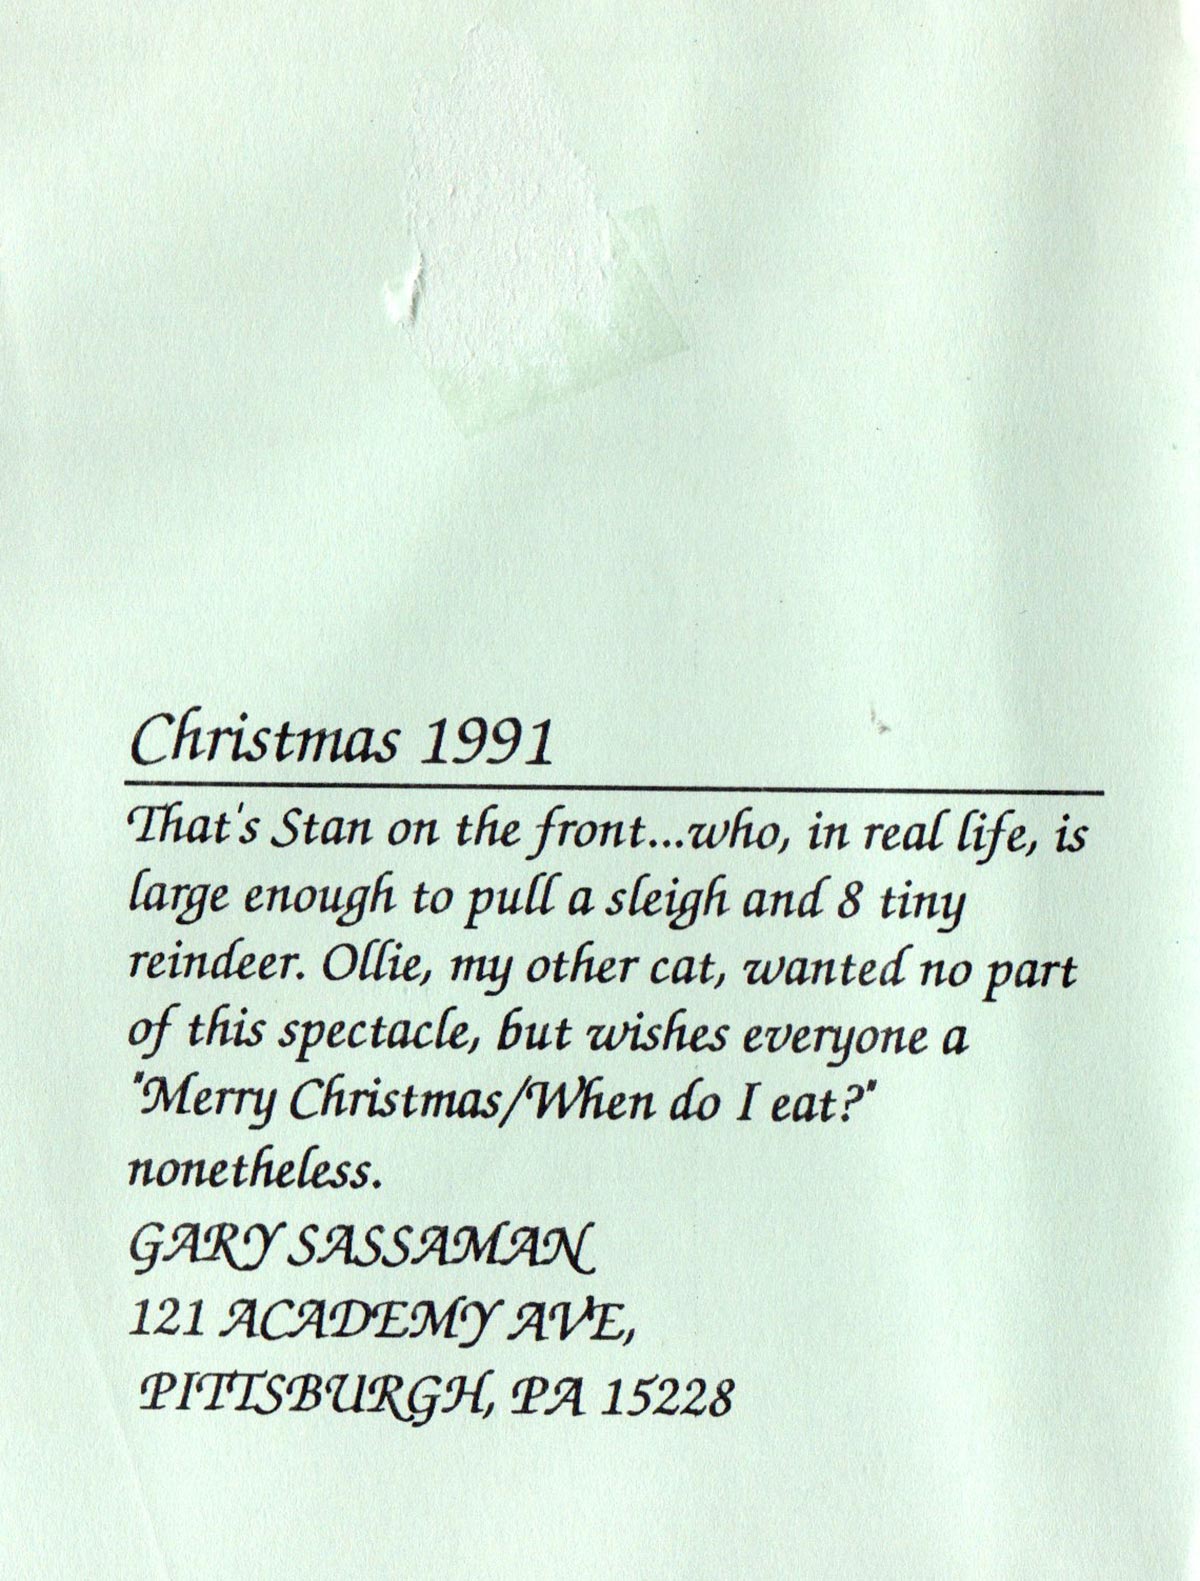 Christmas 1991
That's Stan on the front...who, in real life, is
large enough to pull a sleigh and 8 tiny
reindeer. Ollie, my other cat, wanted no part
of this spectacle, but wishes everyone a
"Merry Christmas/When do I eat?"
nonetheless.
GARY SASSAMAN
121 ACADEMY AVE,
PITTSBURGH, PA 15228